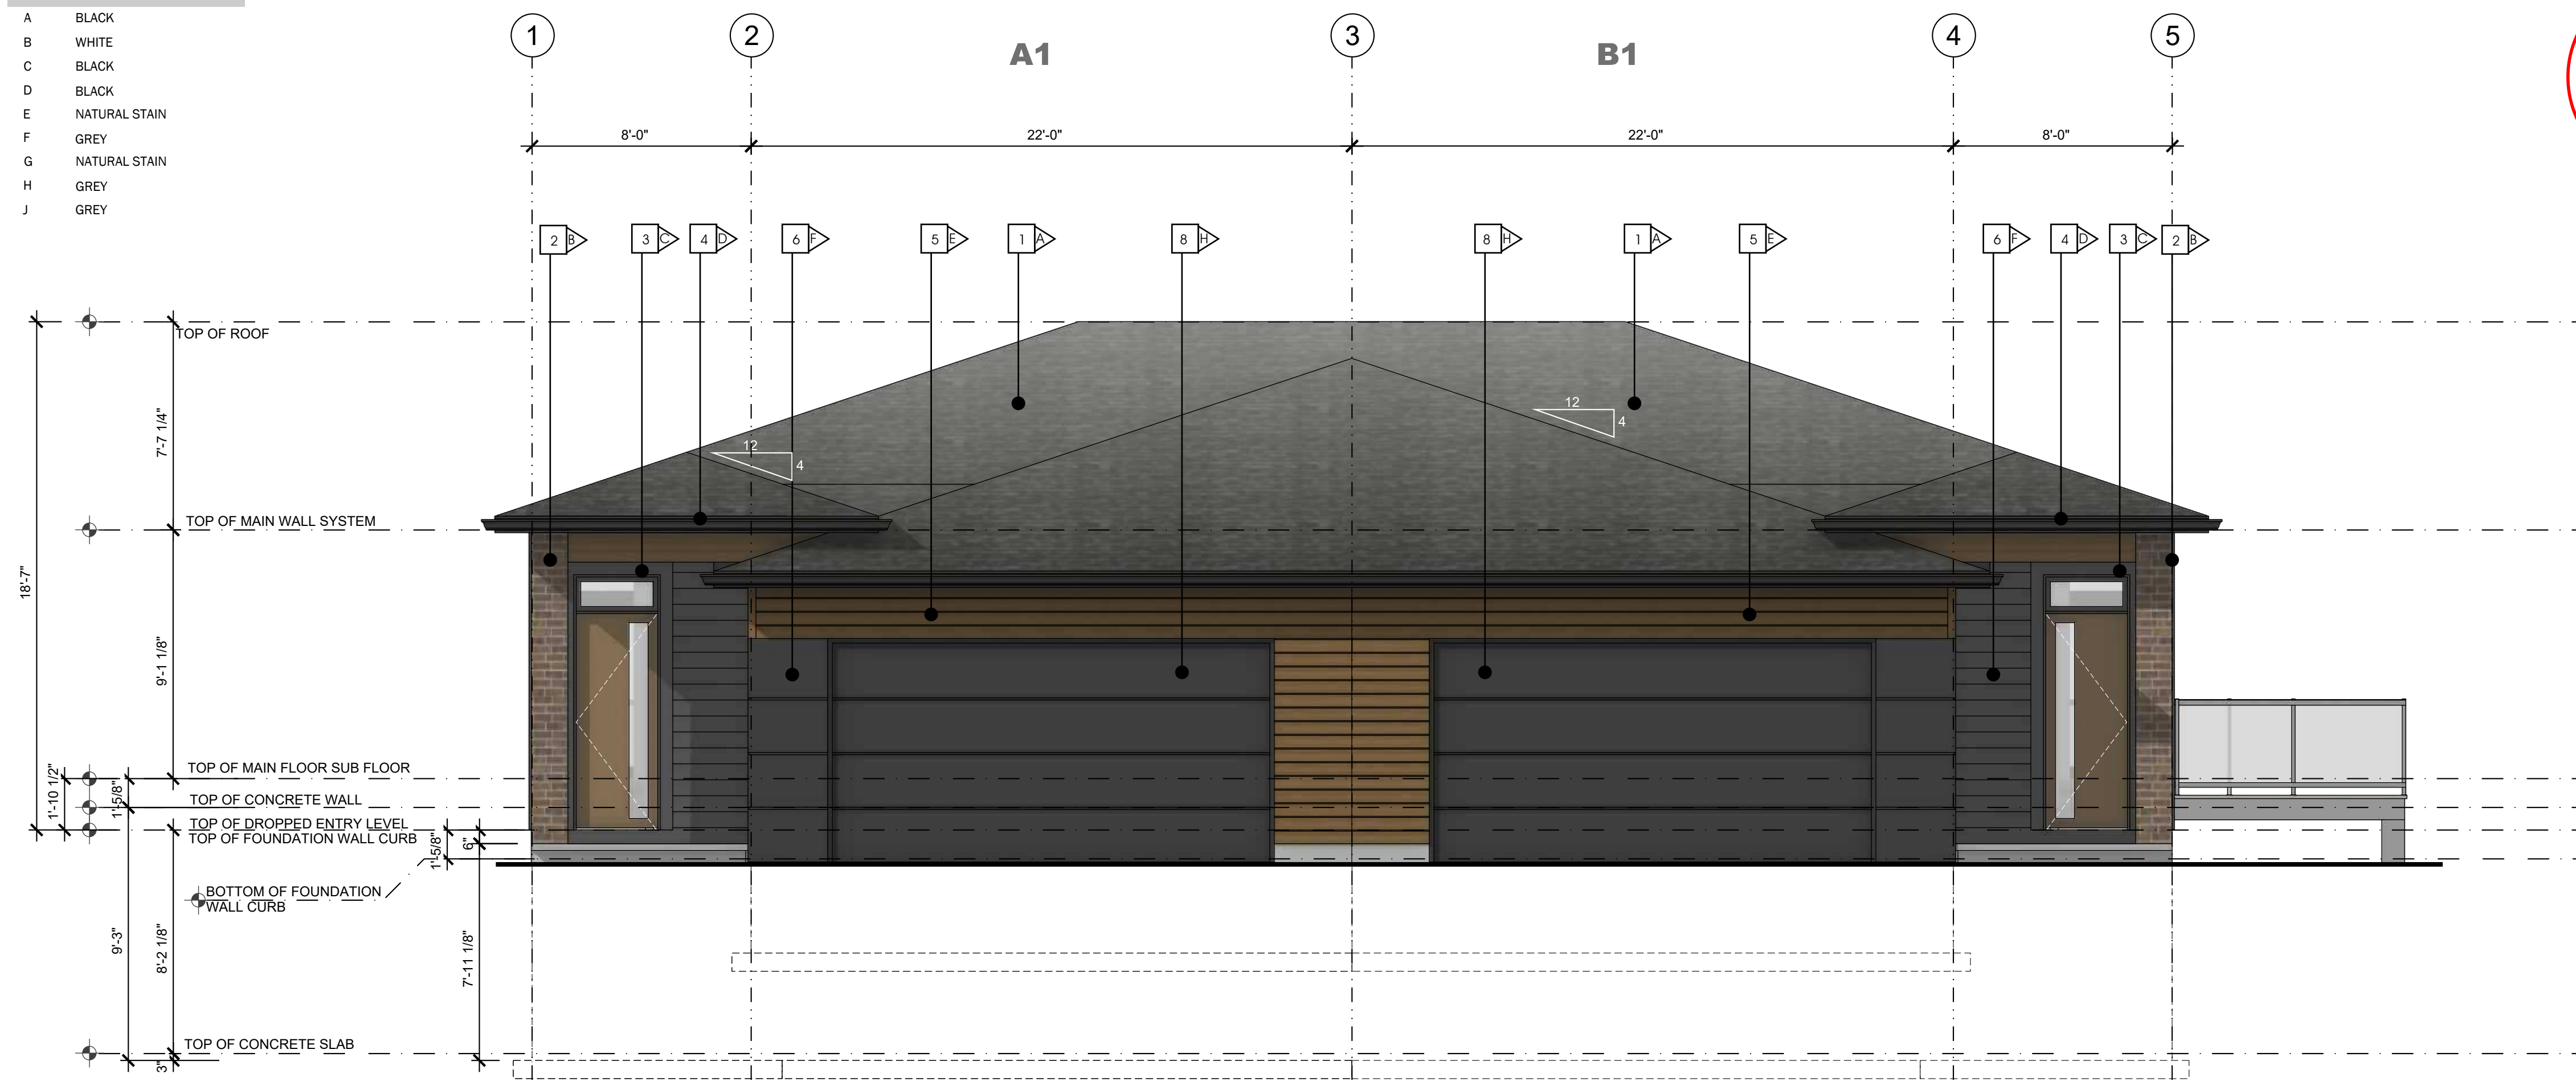 A BLACK
B WHITE
C BLACK
D BLACK
E NATURAL STAIN
F GREY
G NATURAL STAIN
H GREY
J GREY
1 2 3 4 5
A1 B1
8'-0" 22'-0" 22'-0" 8'-0"
2 B 3 C 4 D 6 F 5 E 1 A 8 H 8 H 1 A 5 E 6 F 4 D 3 C 2 B
TOP OF ROOF
7'-7 1/4"
12
4
12
4
TOP OF MAIN WALL SYSTEM
18'-7"
9'-1 1/8"
TOP OF MAIN FLOOR SUB FLOOR
1'-10 1/2"
1'-5/8"
TOP OF CONCRETE WALL
TOP OF DROPPED ENTRY LEVEL
TOP OF FOUNDATION WALL CURB
1'-5/8"
6"
BOTTOM OF FOUNDATION
WALL CURB
9'-3"
8'-2 1/8"
7'-11 1/8"
TOP OF CONCRETE SLAB
3"